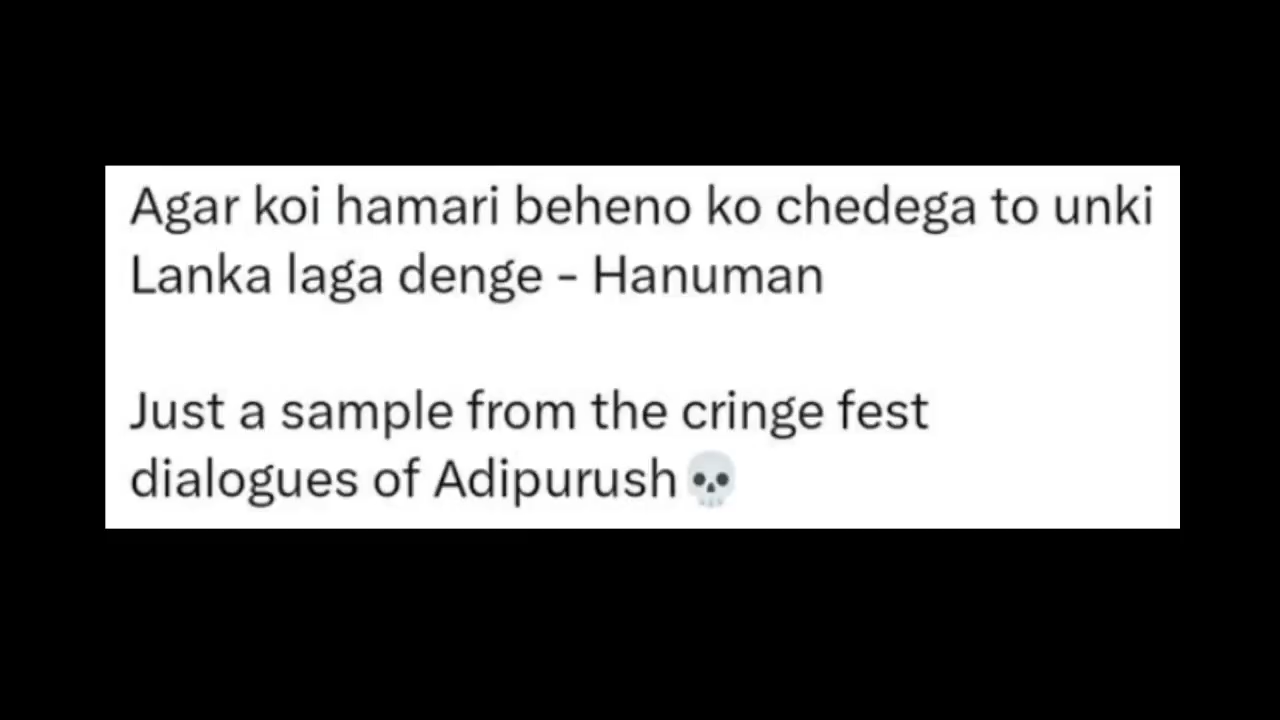 Agar koi hamari beheno ko chedega to unki
Lanka laga denge - Hanuman
Just a sample from the cringe fest
dialogues of Adipurush💀